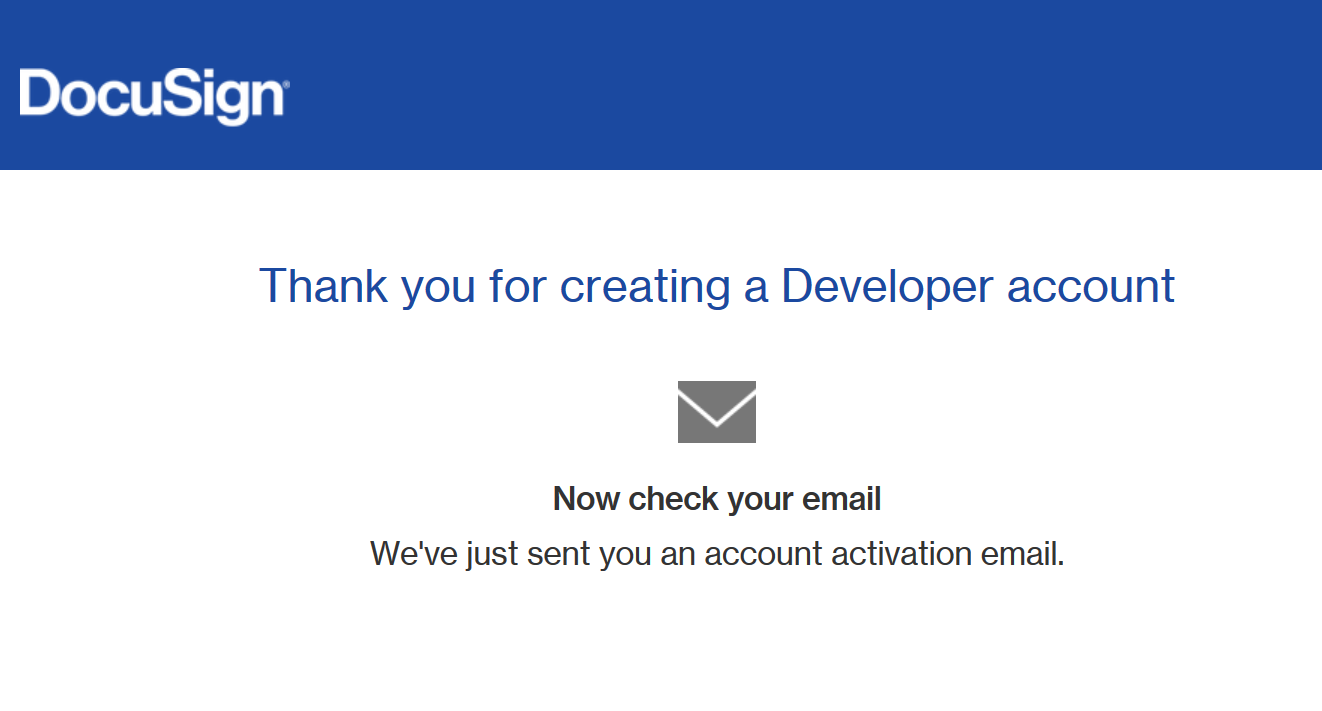 DocuSign®
Thank you for creating a Developer account
Now check your email
We've just sent you an account activation email.